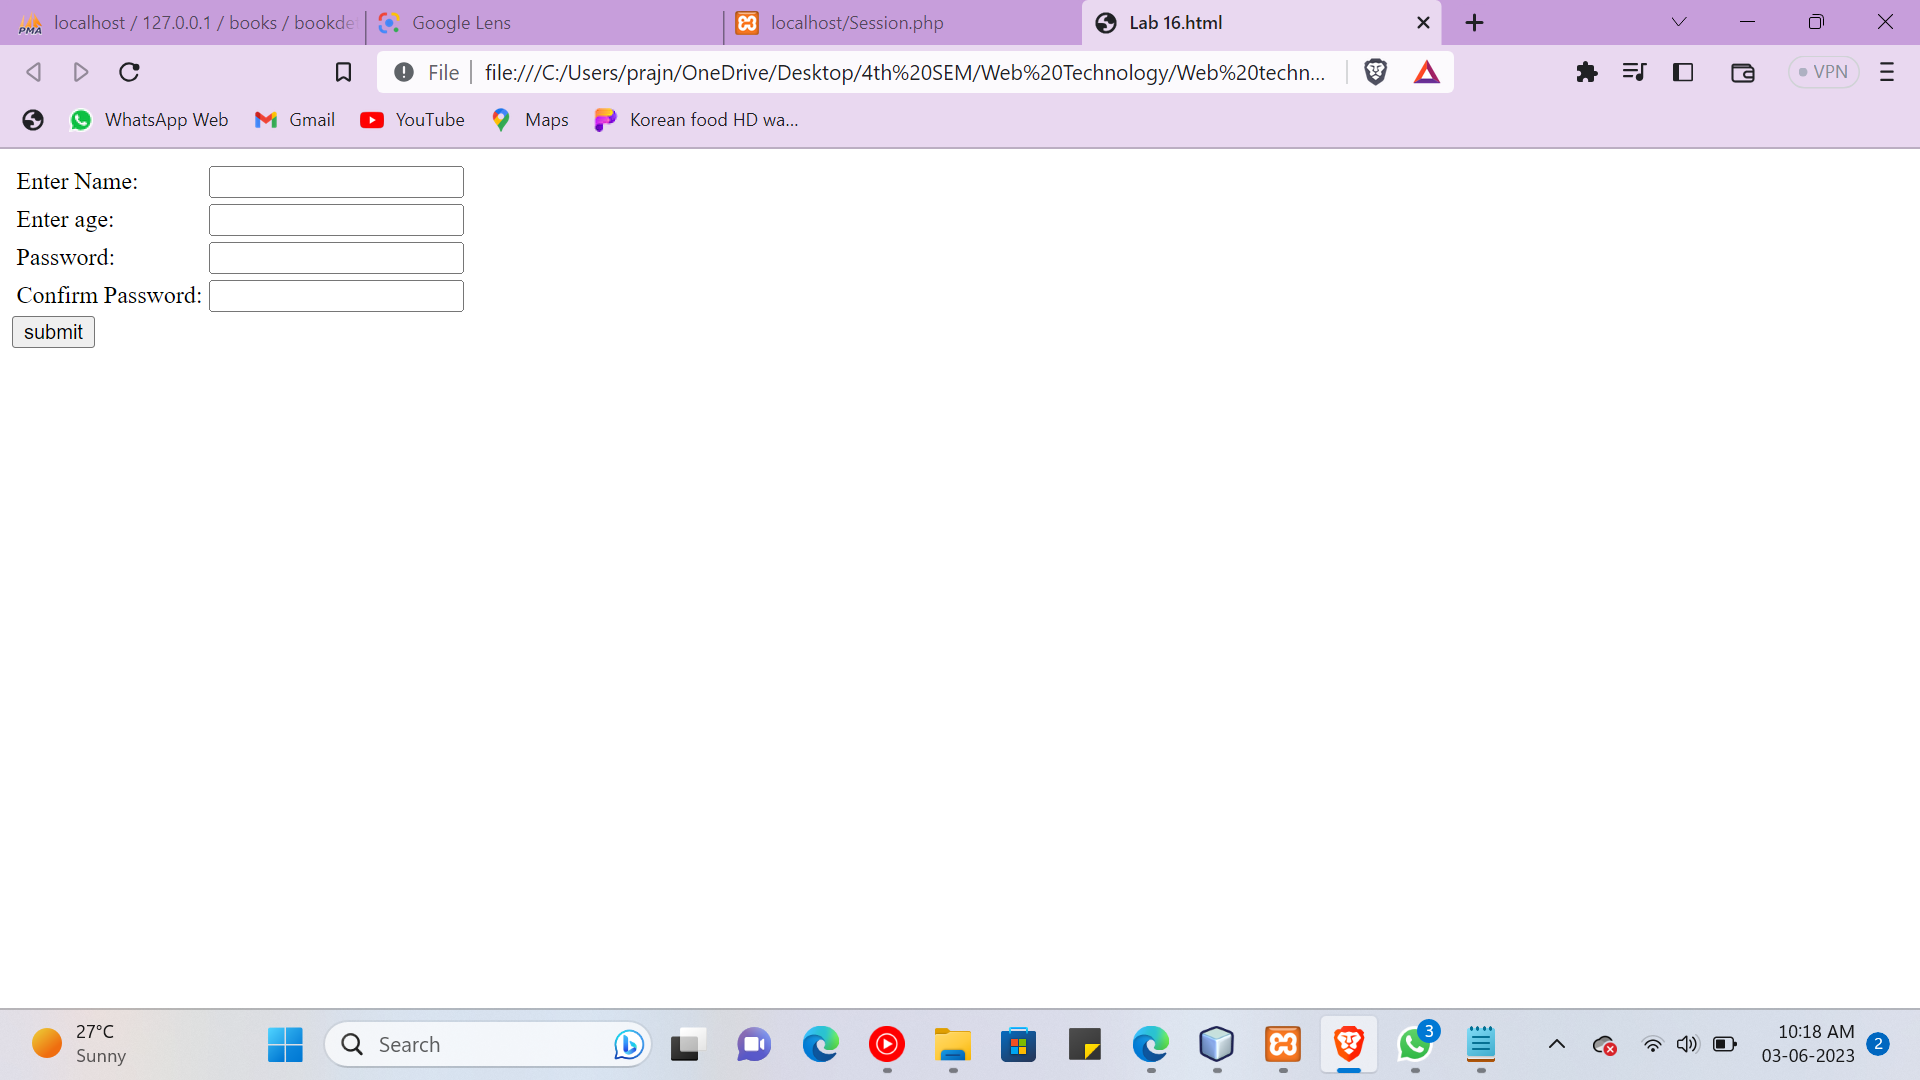 localhost / 127.0.0.1 / books / bookde
Google Lens
localhost/Session.php
Lab 16.html
File
file:///C:/Users/prajn/OneDrive/Desktop/4th%20SEM/Web%20Technology/Web%20techn...
VPN
WhatsApp Web
Gmail
YouTube
Maps
Korean food HD wa...
Enter Name:
Enter age:
Password:
Confirm Password:
submit
27°C
Sunny
Search
3
10:18 AM
03-06-2023
2
PMA